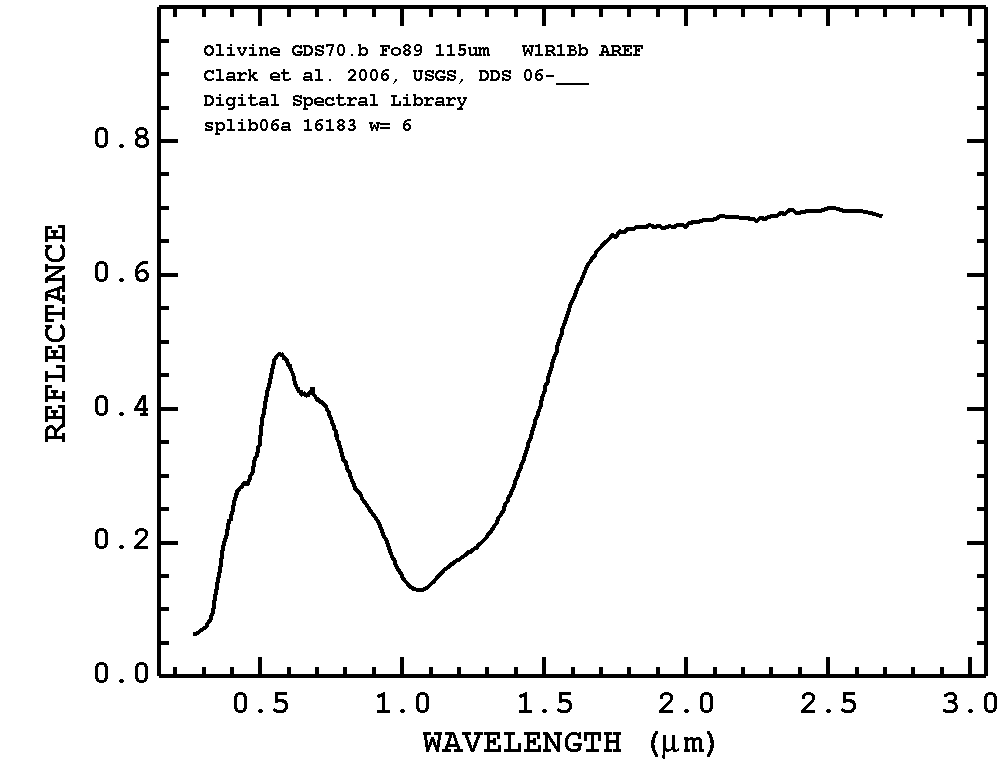 Olivine GDS70.b Fo89 115um W1R1Bb AREF
Clark et al. 2006, USGS, DDS 06-___
Digital Spectral Library
splib06a 16183 w= 6
0.8
0.6
0.4
0.2
0.0
REFLECTANCE
0.5 1.0 1.5 2.0 2.5 3.0
WAVELENGTH (μm)